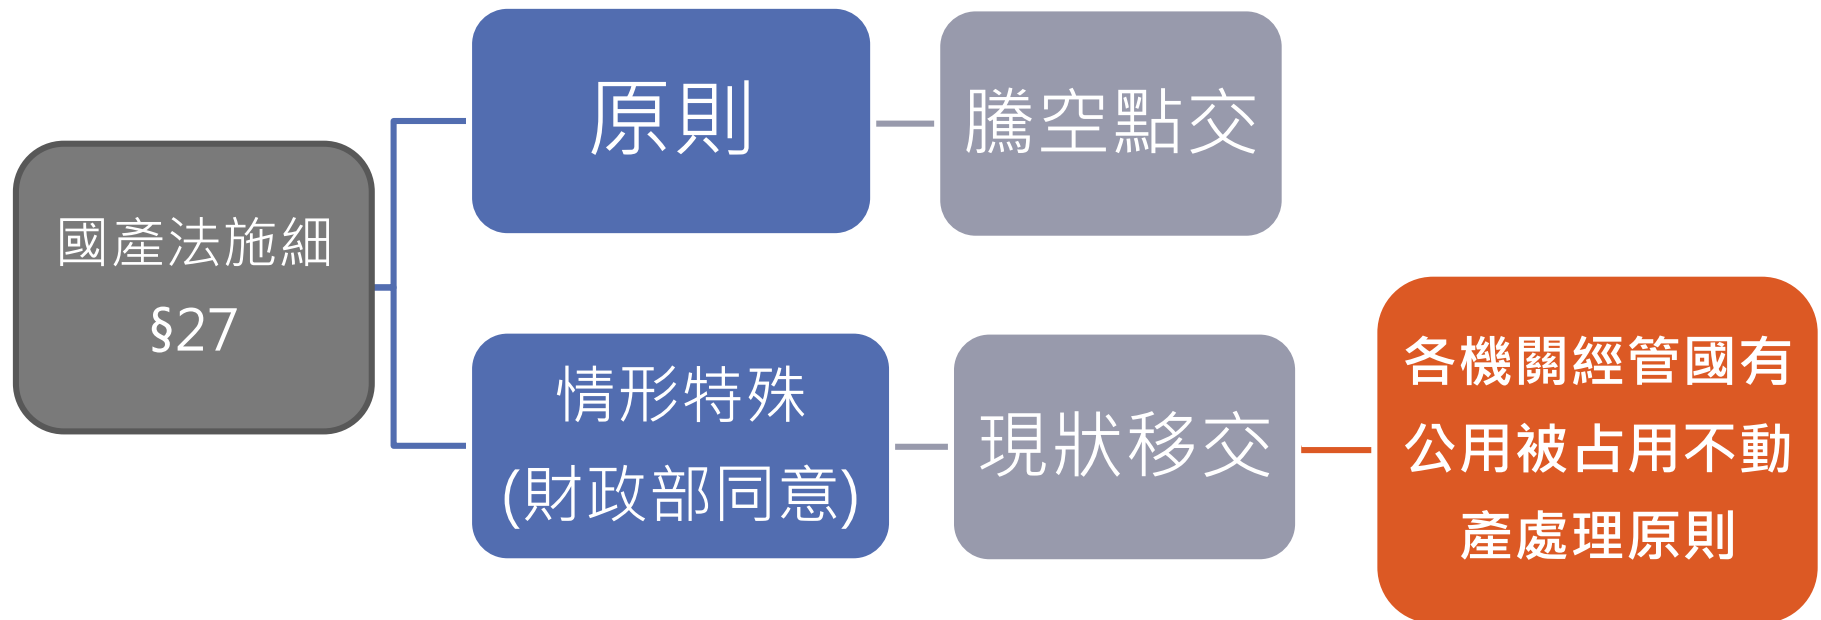 國產法施細
§27
原則
騰空點交
情形特殊
(財政部同意)
現狀移交
各機關經管國有
公用被占用不動
產處理原則